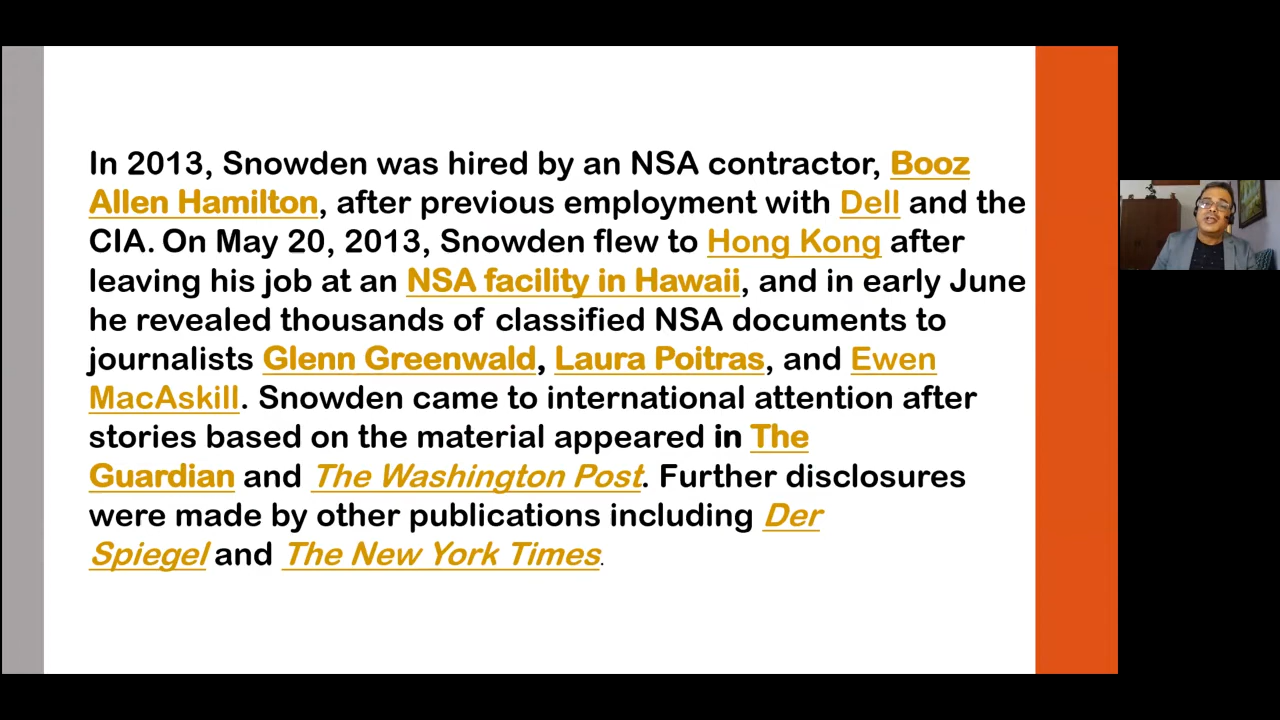 In 2013, Snowden was hired by an NSA contractor, Booz
Allen Hamilton, after previous employment with Dell and the
CIA. On May 20, 2013, Snowden flew to Hong Kong after
leaving his job at an NSA facility in Hawaii, and in early June
he revealed thousands of classified NSA documents to
journalists Glenn Greenwald, Laura Poitras, and Ewen
MacAskill. Snowden came to international attention after
stories based on the material appeared in The
Guardian and The Washington Post. Further disclosures
were made by other publications including Der
Spiegel and The New York Times.